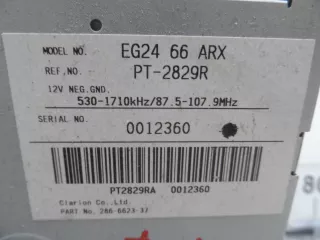 MODEL NO. EG24 66 ARX
REF,NO. PT-2829R
12V NEG.GND.
530-1710kHz/87.5-107.9MHz
SERIAL NO.
0012360
PT2829RA 0012360
Clarion Co.,Ltd.
PART No. 286-6623-37